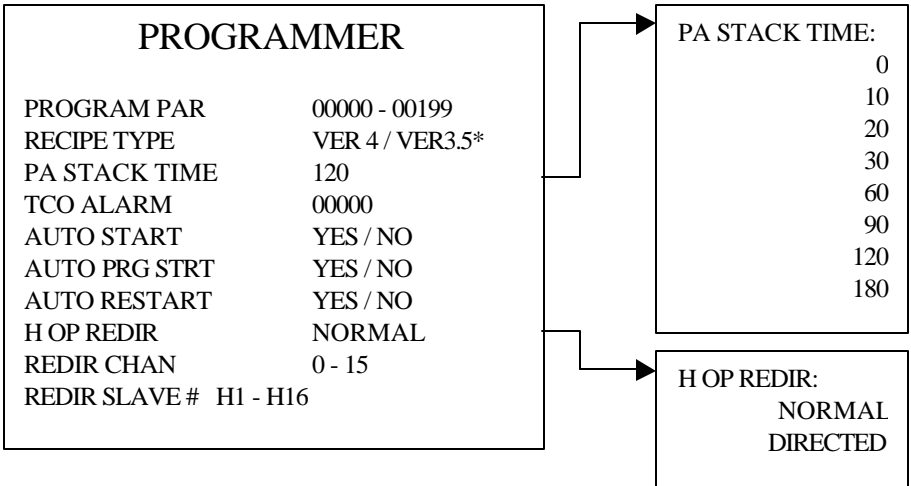 PROGRAMMER
PROGRAM PAR 00000 - 00199
RECIPE TYPE VER 4 / VER3.5*
PA STACK TIME 120
TCO ALARM 00000
AUTO START YES / NO
AUTO PRG STRT YES / NO
AUTO RESTART YES / NO
H OP REDIR NORMAL
REDIR CHAN 0 - 15
REDIR SLAVE # H1 - H16
PA STACK TIME:
0
10
20
30
60
90
120
180
H OP REDIR:
NORMAL
DIRECTED